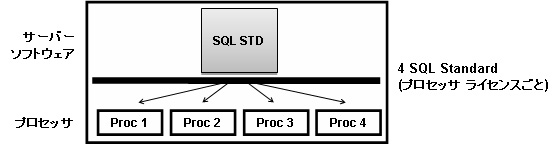 サーバー
ソフトウェア
SQL STD
4 SQL Standard
(プロセッサ ライセンスごと)
プロセッサ
Proc 1
Proc 2
Proc 3
Proc 4